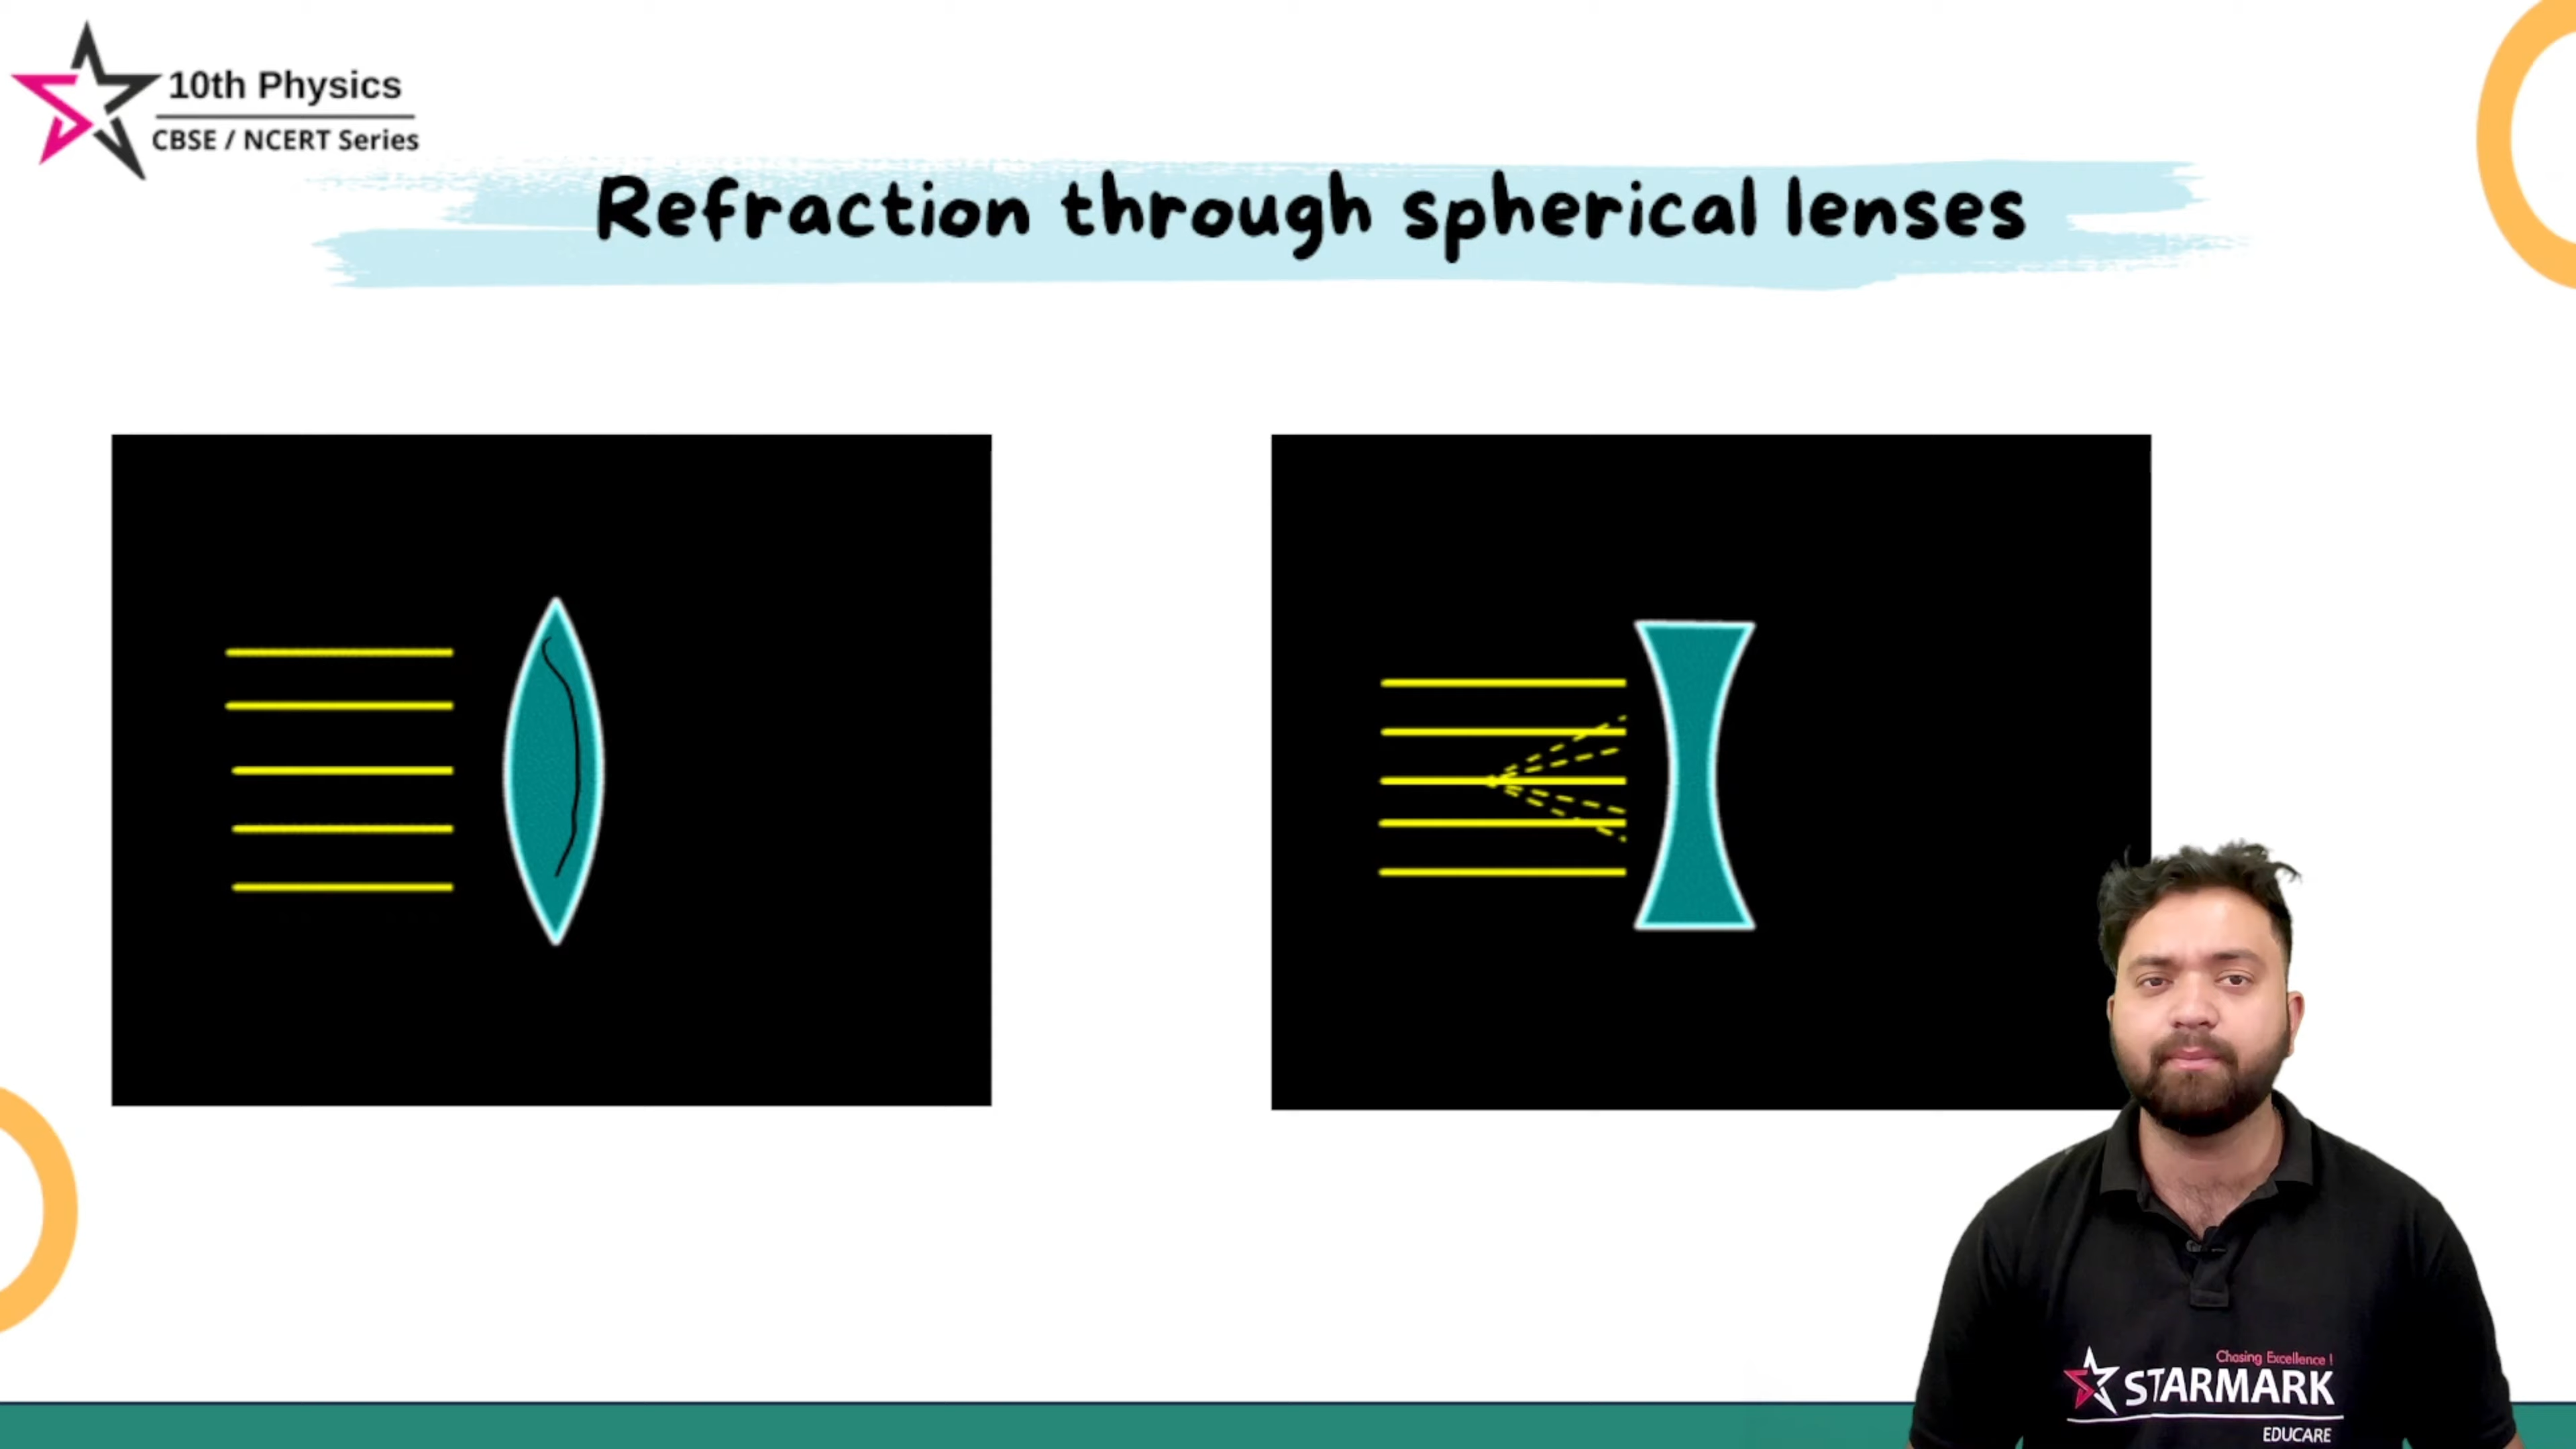 10th Physics
CBSE / NCERT Series
Refraction through spherical lenses
Chasing Excellence !
STARMARK
EDUCARE